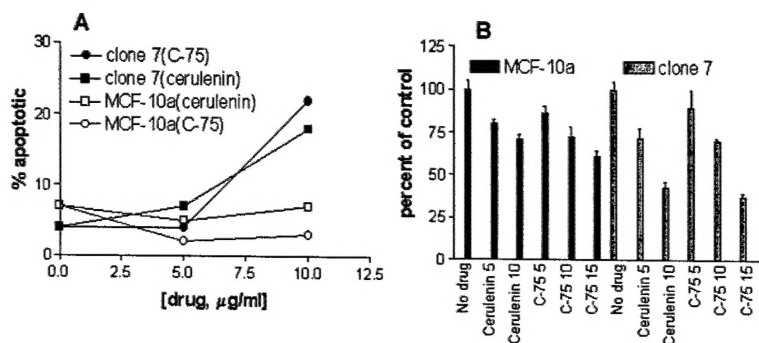 A
30
20
10
0
% apoptotic
clone 7(C-75)
clone 7(cerulenin)
MCF-10a(cerulenin)
MCF-10a(C-75)
0.0 2.5 5.0 7.5 10.0 12.5
[drug, μg/ml]
B
125
100
75
50
25
0
percent of control
MCF-10a clone 7
No drug
Cerulenin 5
Cerulenin 10
C-75 5
C-75 10
C-75 15
No drug
Cerulenin 5
Cerulenin 10
C-75 5
C-75 10
C-75 15